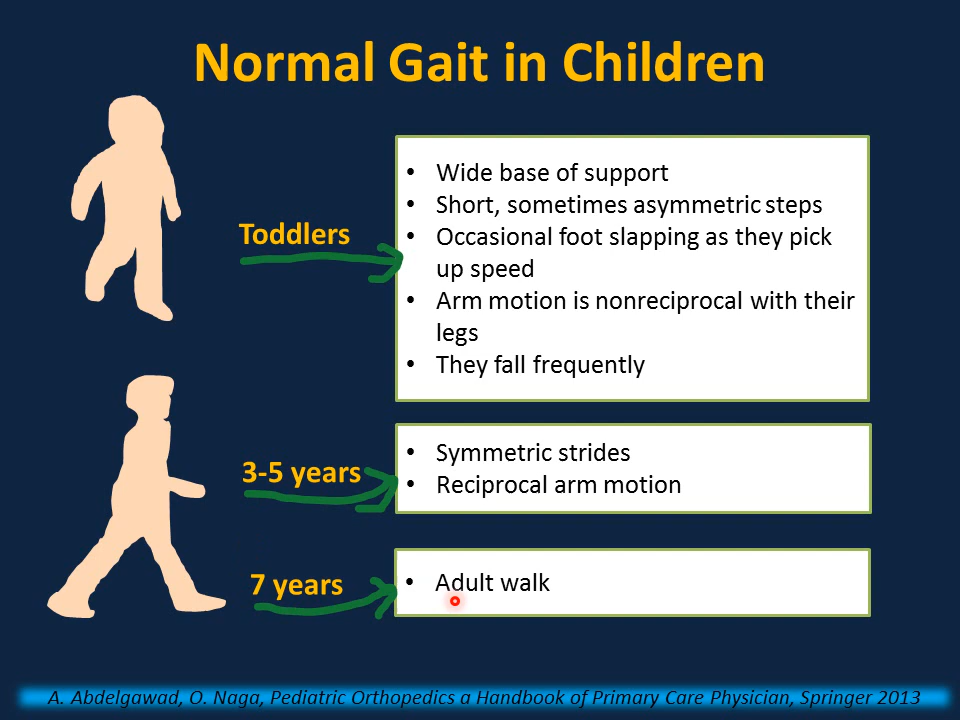 Normal Gait in Children
Toddlers
• Wide base of support
• Short, sometimes asymmetric steps
• Occasional foot slapping as they pick
up speed
• Arm motion is nonreciprocal with their
legs
• They fall frequently
3-5 years
• Symmetric strides
• Reciprocal arm motion
7 years
• Adult walk
A. Abdelgawad, O. Naga, Pediatric Orthopedics a Handbook of Primary Care Physician, Springer 2013